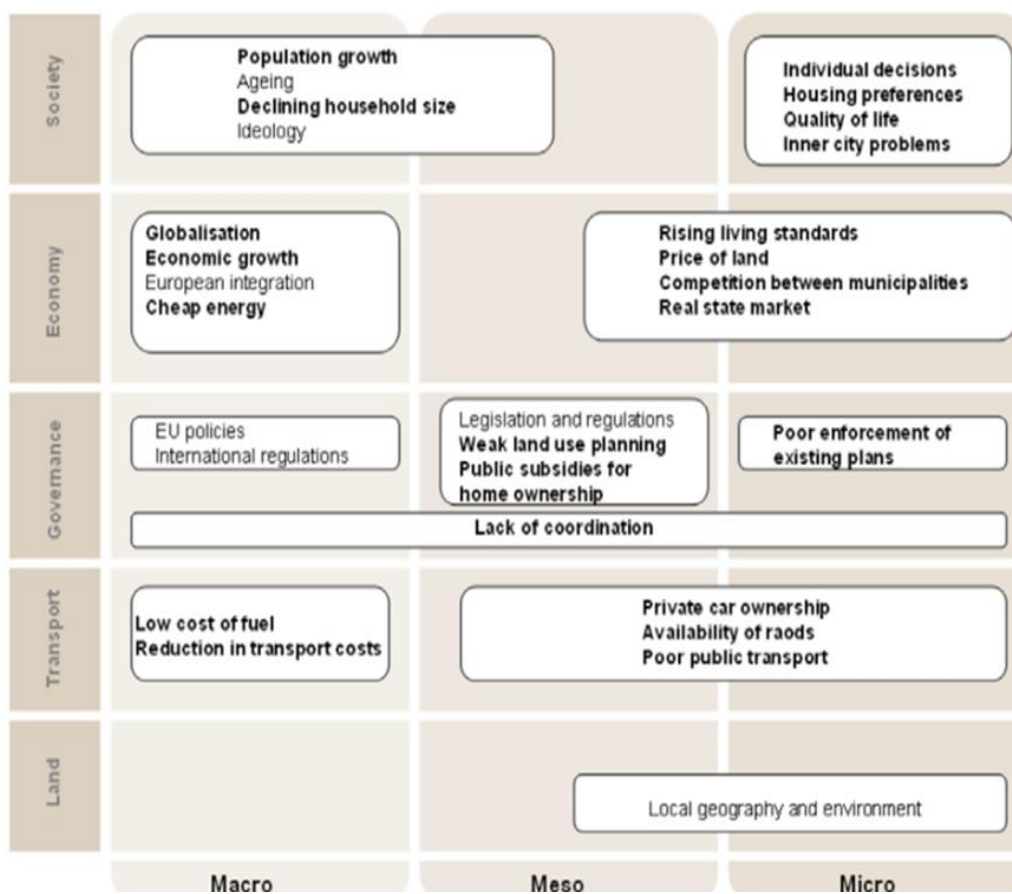 Society
Population growth
Ageing
Declining household size
Ideology
Individual decisions
Housing preferences
Quality of life
Inner city problems
Economy
Globalisation
Economic growth
European integration
Cheap energy
Rising living standards
Price of land
Competition between municipalities
Real state market
Governance
EU policies
International regulations
Legislation and regulations
Weak land use planning
Public subsidies for
home ownership
Poor enforcement of
existing plans
Lack of coordination
Transport
Low cost of fuel
Reduction in transport costs
Private car ownership
Availability of raods
Poor public transport
Land
Local geography and environment
Macro
Meso
Micro